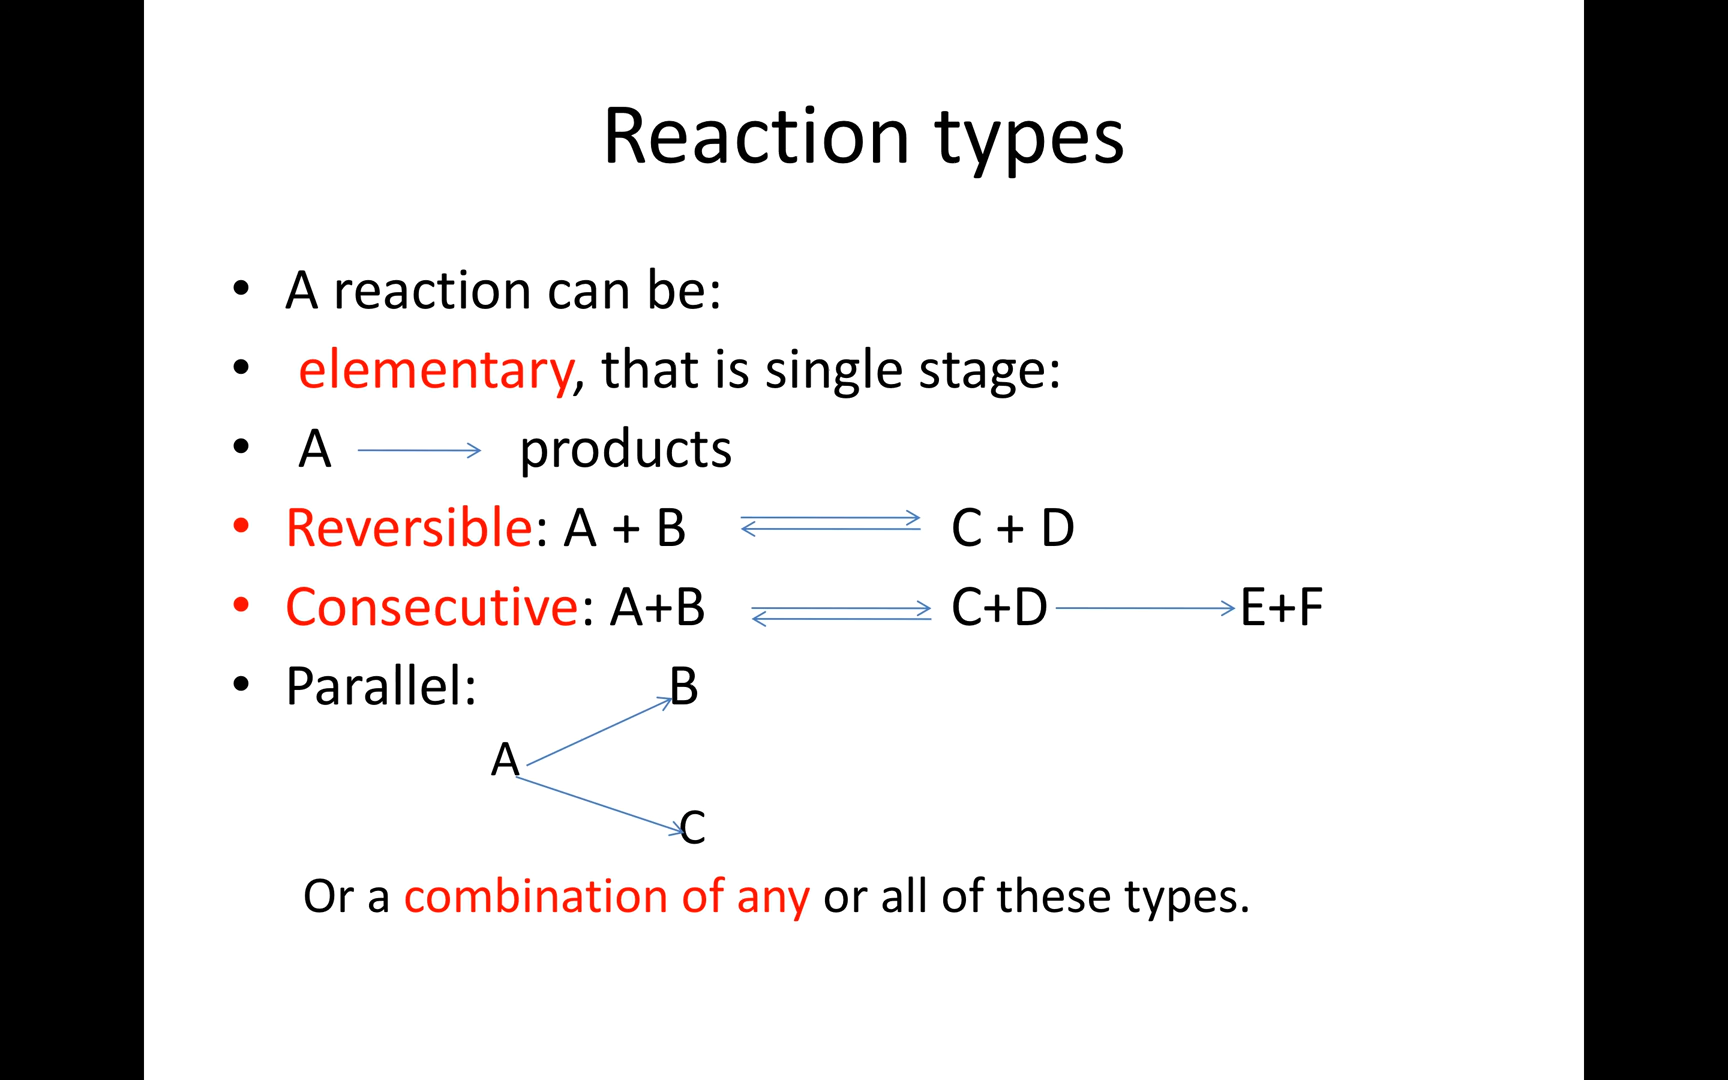 Reaction types
• A reaction can be:
• elementary, that is single stage:
• A → products
• Reversible: A + B ⇌ C + D
• Consecutive: A+B ⇌ C+D → E+F
• Parallel: B
A
C
Or a combination of any or all of these types.